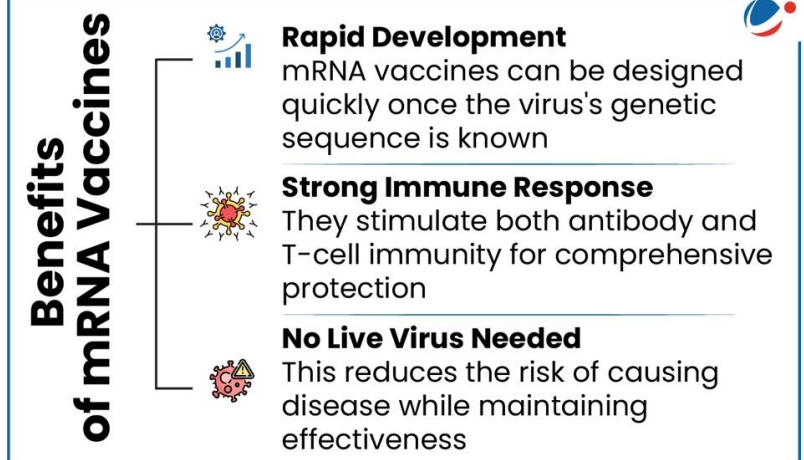 Benefits
of mRNA Vaccines
Rapid Development
mRNA vaccines can be designed
quickly once the virus's genetic
sequence is known
Strong Immune Response
They stimulate both antibody and
T-cell immunity for comprehensive
protection
No Live Virus Needed
This reduces the risk of causing
disease while maintaining
effectiveness